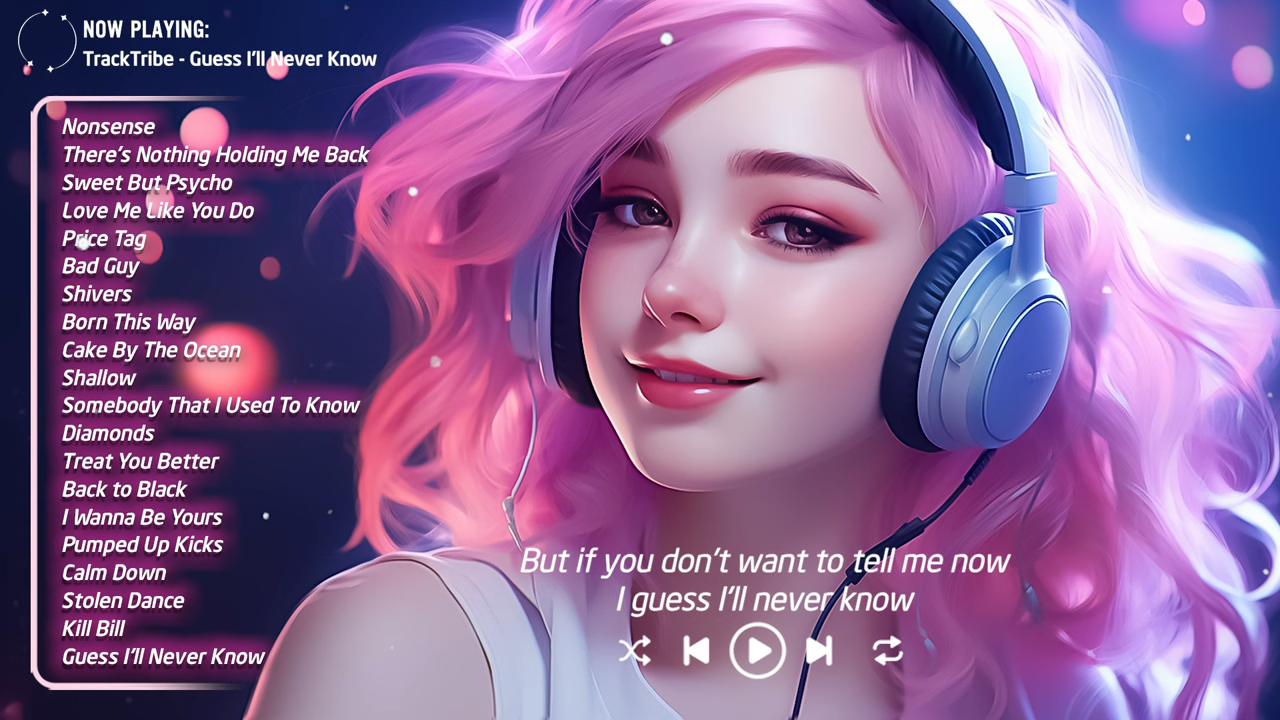 NOW PLAYING:
TrackTribe - Guess I'll Never Know
Nonsense
There's Nothing Holding Me Back
Sweet But Psycho
Love Me Like You Do
Price Tag
Bad Guy
Shivers
Born This Way
Cake By The Ocean
Shallow
Somebody That I Used To Know
Diamonds
Treat You Better
Back to Black
I Wanna Be Yours
Pumped Up Kicks
Calm Down
Stolen Dance
Kill Bill
Guess I'll Never Know
But if you don't want to tell me now
I guess I'll never know